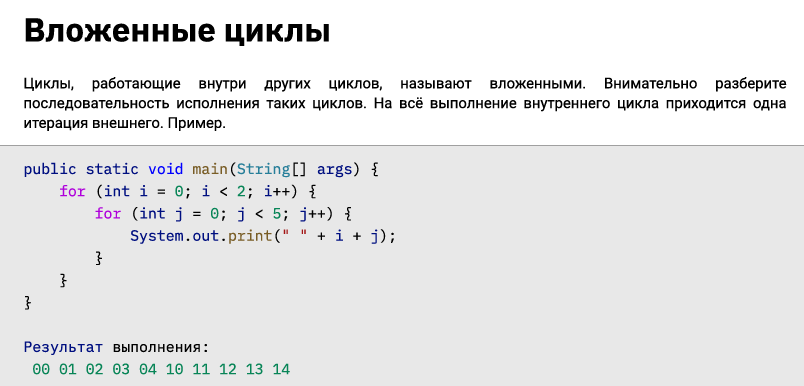 Вложенные циклы
Циклы, работающие внутри других циклов, называют вложенными. Внимательно разберите
последовательность исполнения таких циклов. На всё выполнение внутреннего цикла приходится одна
итерация внешнего. Пример.
public static void main(String[] args) {
    for (int i = 0; i < 2; i++) {
        for (int j = 0; j < 5; j++) {
            System.out.print(" " + i + j);
        }
    }
}
Результат выполнения:
 00 01 02 03 04 10 11 12 13 14